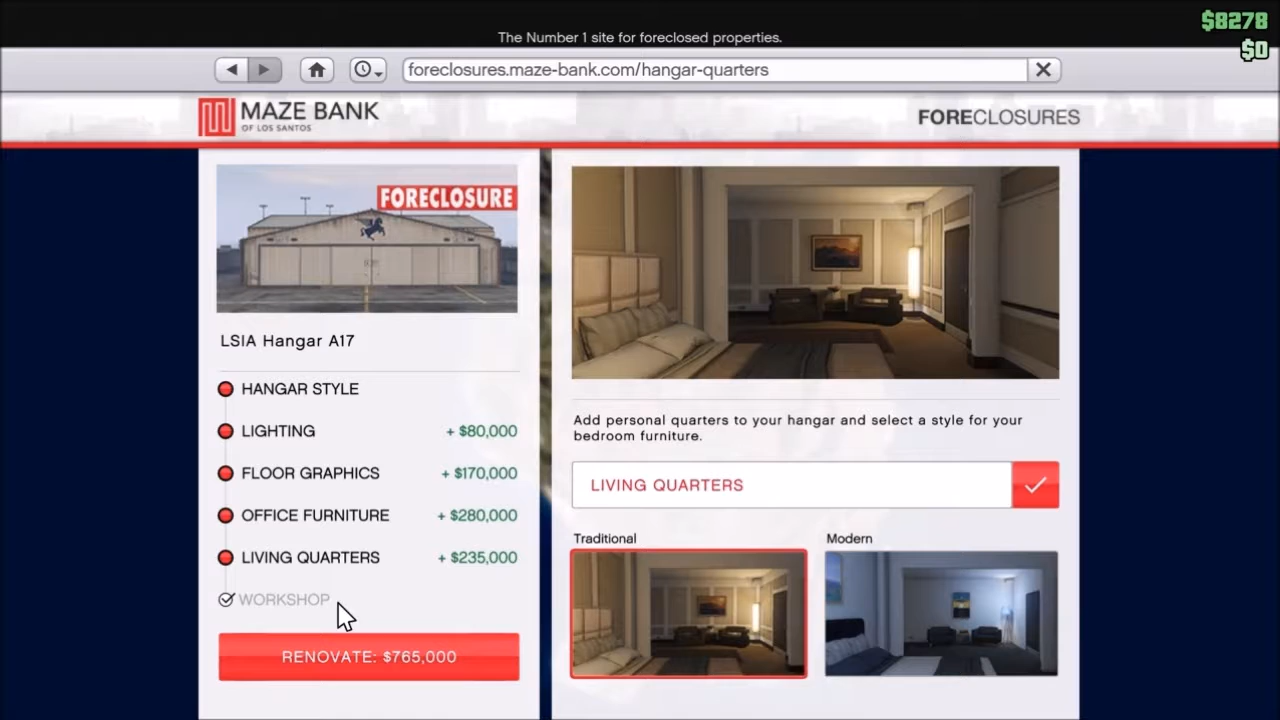 $8278
$0
The Number 1 site for foreclosed properties.
foreclosures.maze-bank.com/hangar-quarters
MAZE BANK
OF LOS SANTOS
FORECLOSURES
FORECLOSURE
LSIA Hangar A17
HANGAR STYLE
LIGHTING + $80,000
FLOOR GRAPHICS + $170,000
OFFICE FURNITURE + $280,000
LIVING QUARTERS + $235,000
WORKSHOP
RENOVATE: $765,000
Add personal quarters to your hangar and select a style for your
bedroom furniture.
LIVING QUARTERS
Traditional
Modern